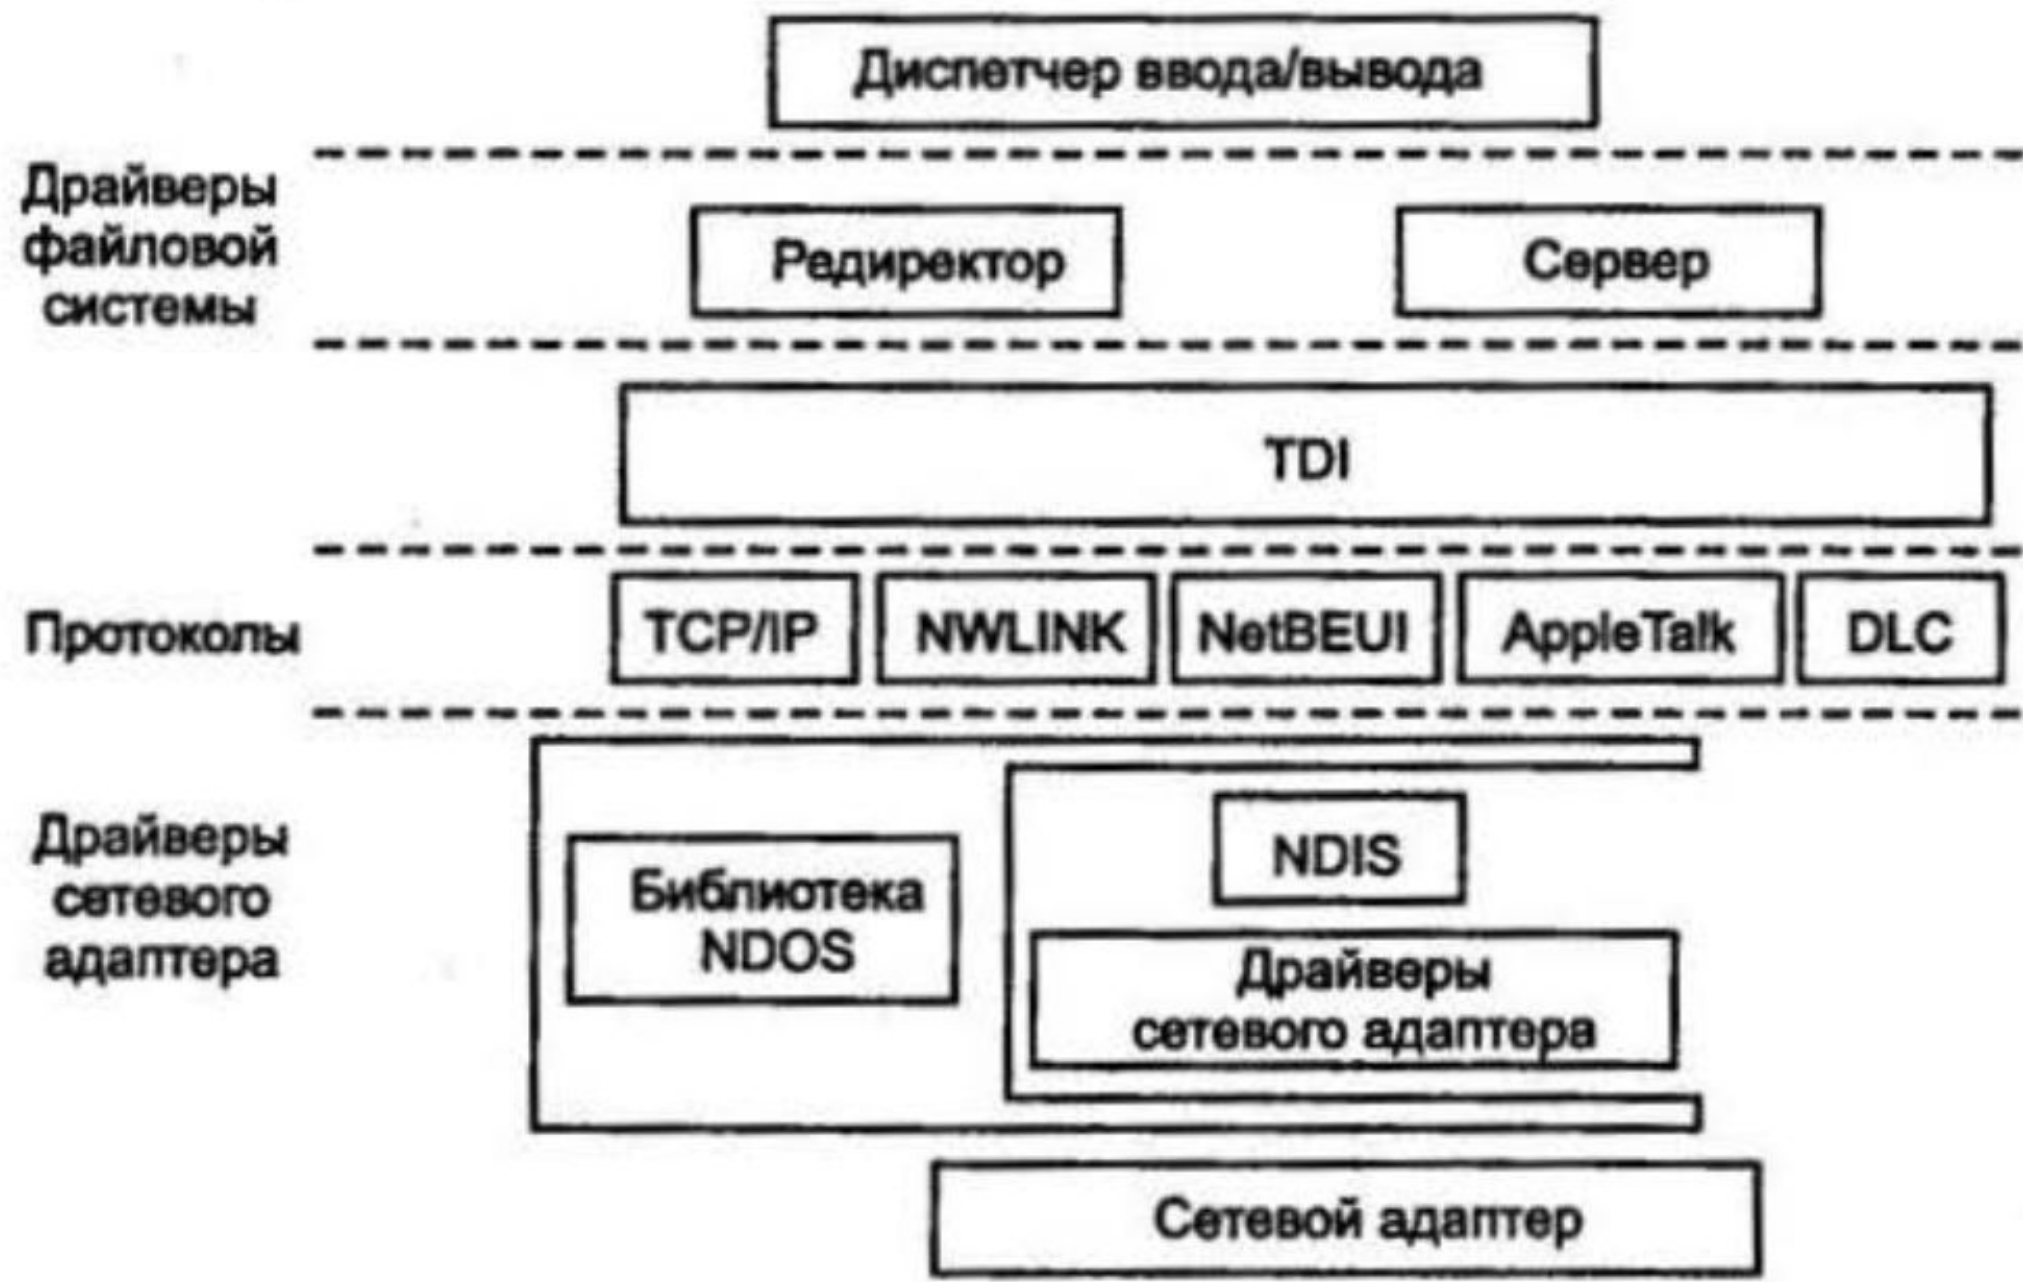 Диспетчер ввода/вывода
Драйверы
файловой
системы
Редиректор
Сервер
TDI
Протоколы
TCP/IP
NWLINK
NetBEUI
AppleTalk
DLC
Драйверы
сетевого
адаптера
Библиотека
NDOS
NDIS
Драйверы
сетевого адаптера
Сетевой адаптер